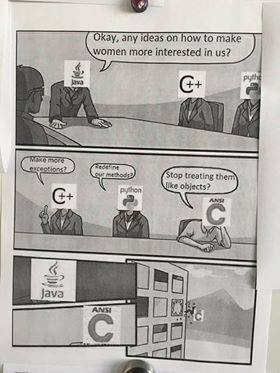 Okay, any ideas on how to make
women more interested in us?
Java
C++
python
Make more
exceptions?
Redefine
our methods?
Stop treating them
like objects?
C++
python
ANSI
C
Java
ANSI
C
C